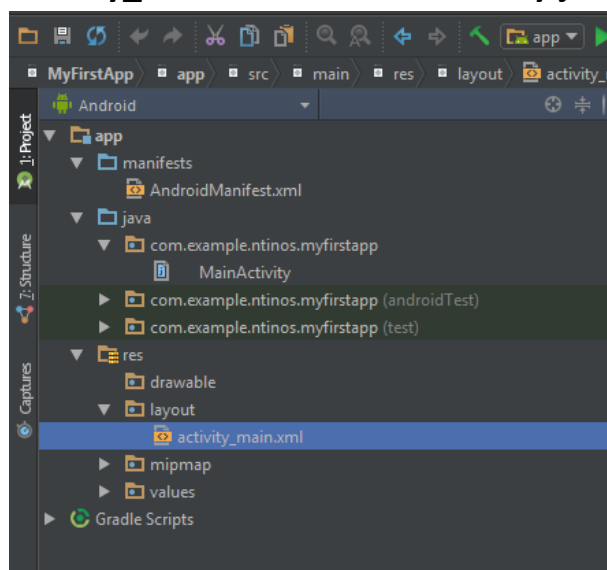 app
MyFirstApp app src main res layout activity_
Android
1: Project
7: Structure
Captures
app
manifests
AndroidManifest.xml
java
com.example.ntinos.myfirstapp
MainActivity
com.example.ntinos.myfirstapp (androidTest)
com.example.ntinos.myfirstapp (test)
res
drawable
layout
activity_main.xml
mipmap
values
Gradle Scripts